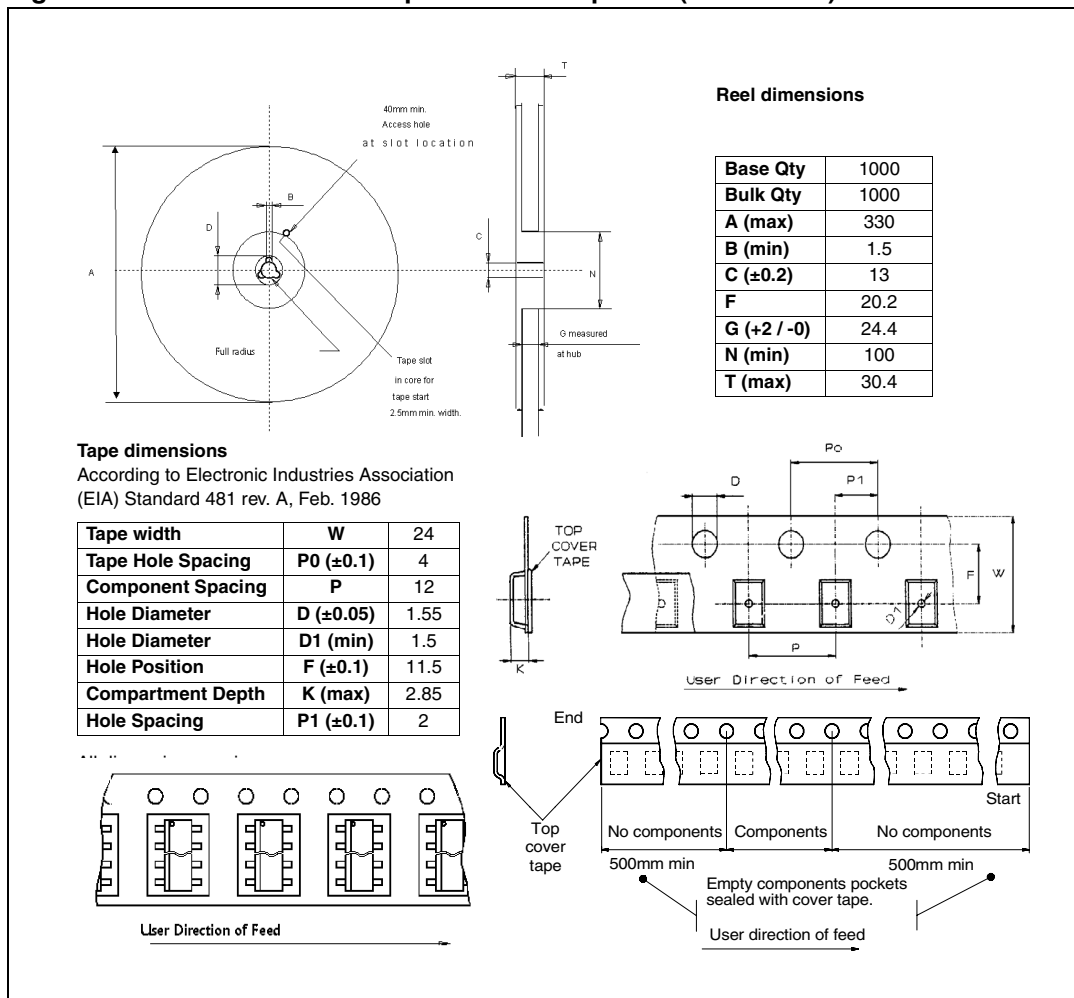 T
40mm min.
Access hole
at slot location
B
D
C
A
N
G measured
at hub
Full radius
Tape slot
in core for
tape start
2.5mm min. width.
Reel dimensions
Base Qty 1000
Bulk Qty 1000
A (max) 330
B (min) 1.5
C (±0.2) 13
F 20.2
G (+2 / -0) 24.4
N (min) 100
T (max) 30.4
Tape dimensions
According to Electronic Industries Association
(EIA) Standard 481 rev. A, Feb. 1986
Tape width W 24
Tape Hole Spacing P0 (±0.1) 4
Component Spacing P 12
Hole Diameter D (±0.05) 1.55
Hole Diameter D1 (min) 1.5
Hole Position F (±0.1) 11.5
Compartment Depth K (max) 2.85
Hole Spacing P1 (±0.1) 2
TOP
COVER
TAPE
K
Po
D
P1
F
W
D1
P
User Direction of Feed
End
Start
Top
cover
tape
No components Components No components
500mm min 500mm min
Empty components pockets
sealed with cover tape.
User direction of feed
User Direction of Feed